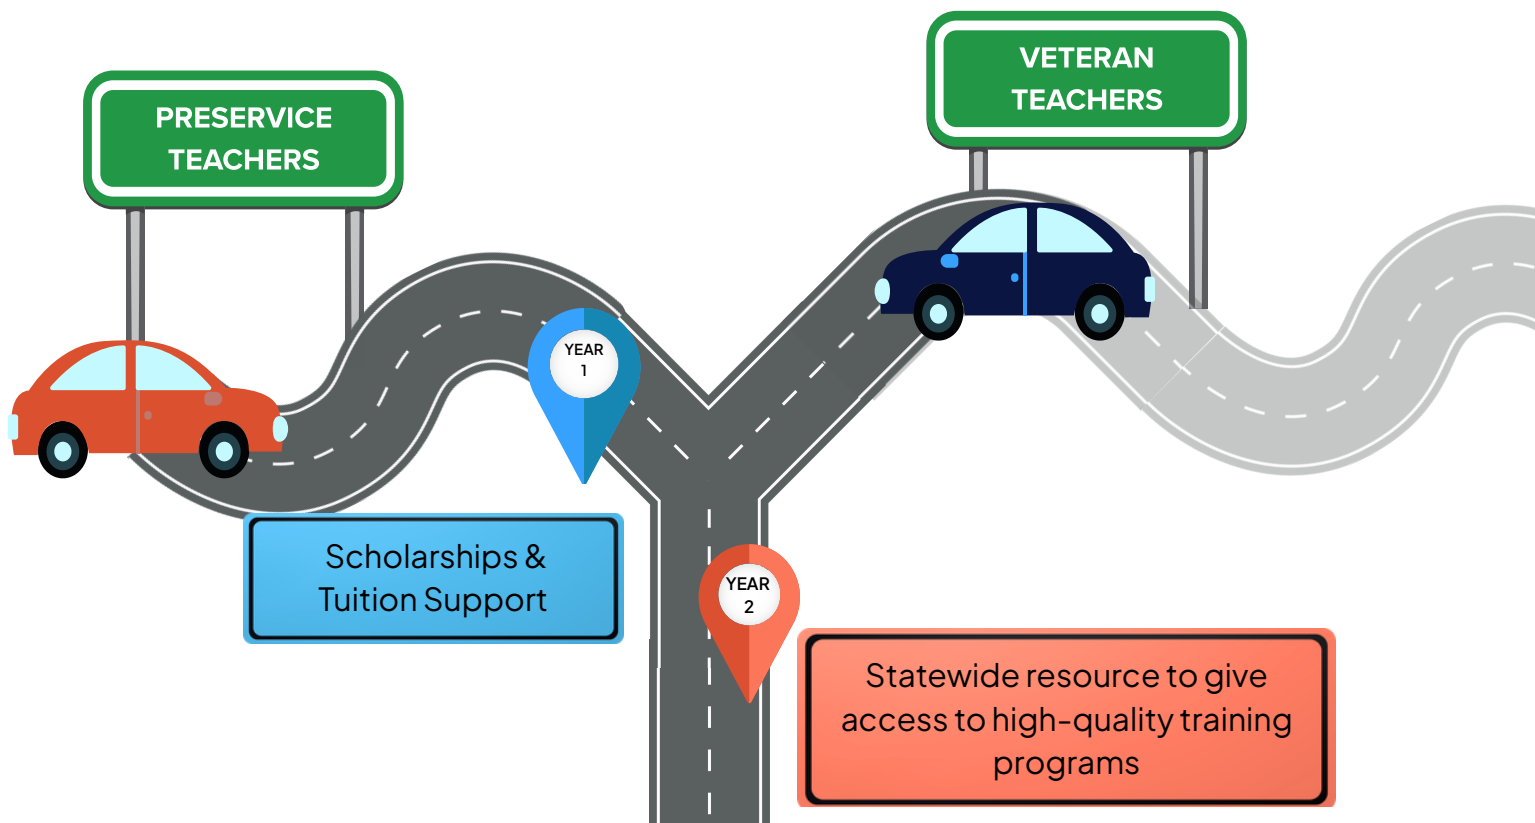 PRESERVICE
TEACHERS
VETERAN
TEACHERS
YEAR
1
Scholarships &
Tuition Support
YEAR
2
Statewide resource to give
access to high-quality training
programs